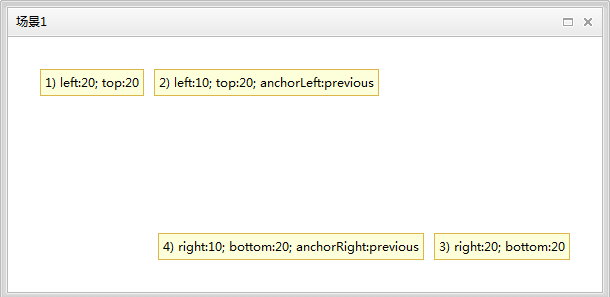 场景1
1) left:20; top:20
2) left:10; top:20; anchorLeft:previous
4) right:10; bottom:20; anchorRight:previous
3) right:20; bottom:20